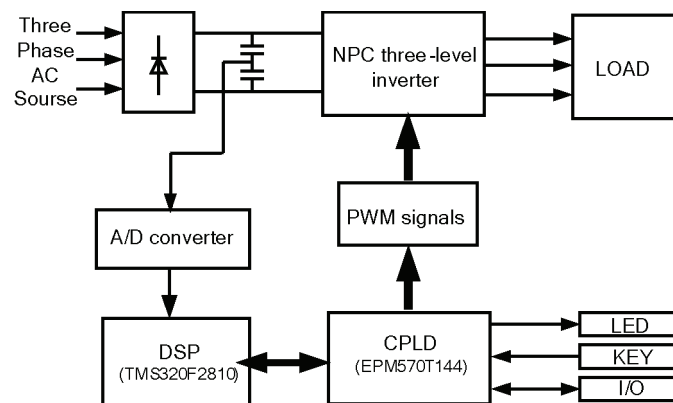 Three
Phase
AC
Sourse
NPC three-level
inverter
LOAD
PWM signals
A/D converter
DSP
(TMS320F2810)
CPLD
(EPM570T144)
LED
KEY
I/O